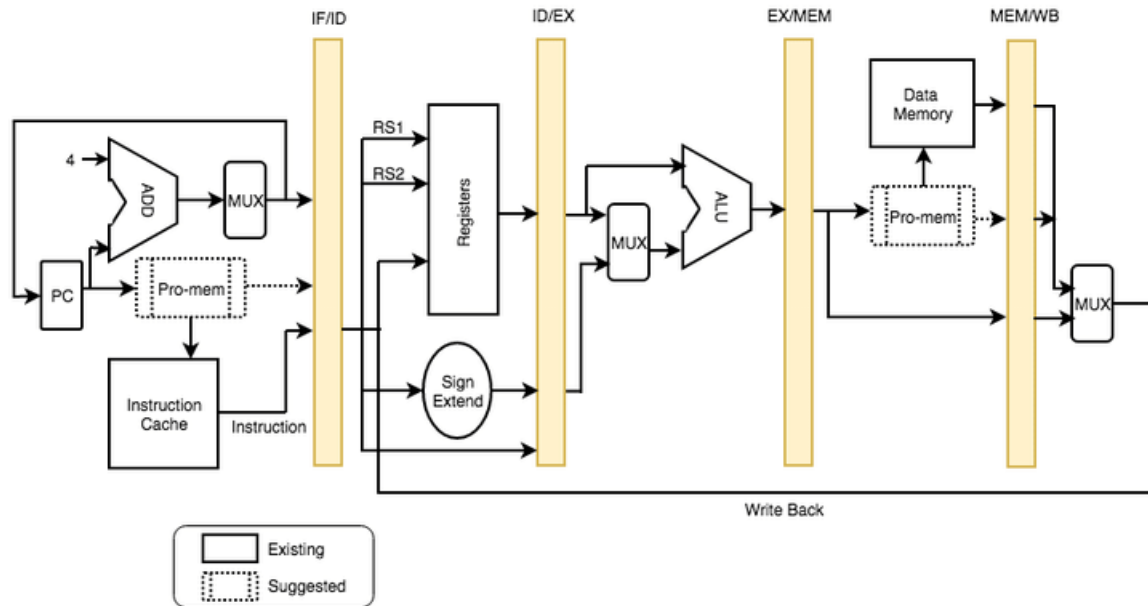 IF/ID
ID/EX
EX/MEM
MEM/WB
Data
Memory
RS1
4
ADD
MUX
RS2
Registers
ALU
Pro-mem
MUX
PC
Pro-mem
MUX
Sign
Extend
Instruction
Cache
Instruction
Write Back
Existing
Suggested